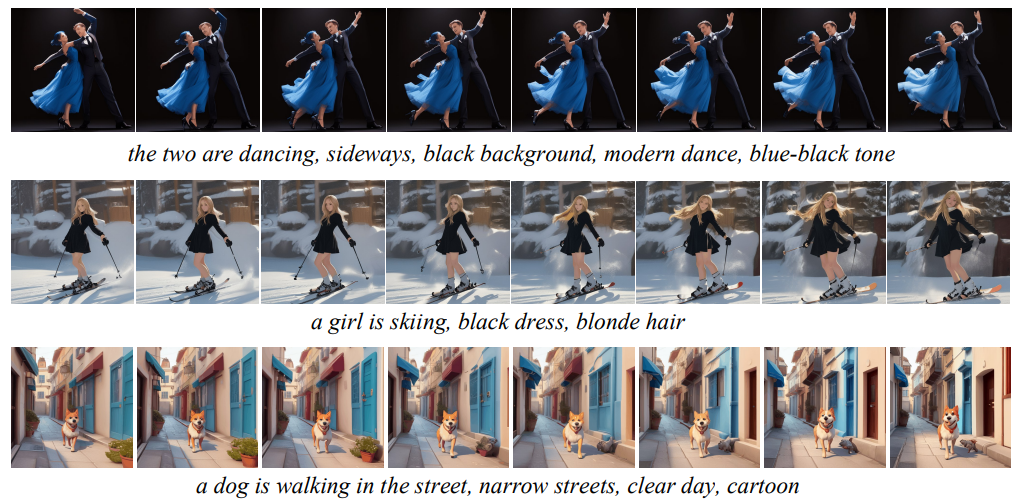 the two are dancing, sideways, black background, modern dance, blue-black tone
a girl is skiing, black dress, blonde hair
a dog is walking in the street, narrow streets, clear day, cartoon